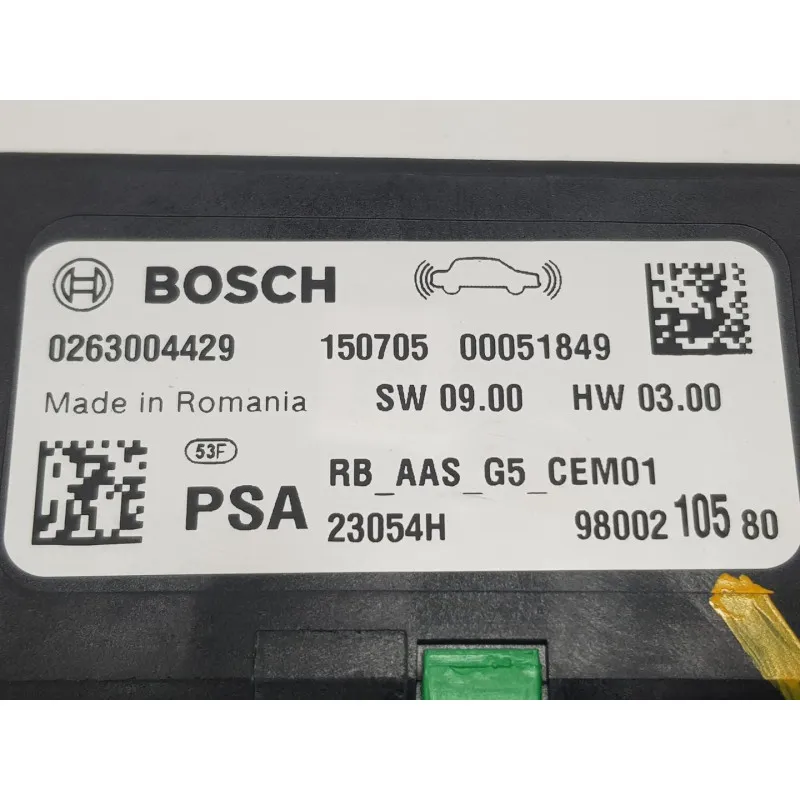 BOSCH
0263004429 150705 00051849
Made in Romania SW 09.00 HW 03.00
53F
PSA RB_AAS_G5_CEM01
23054H 98002 105 80